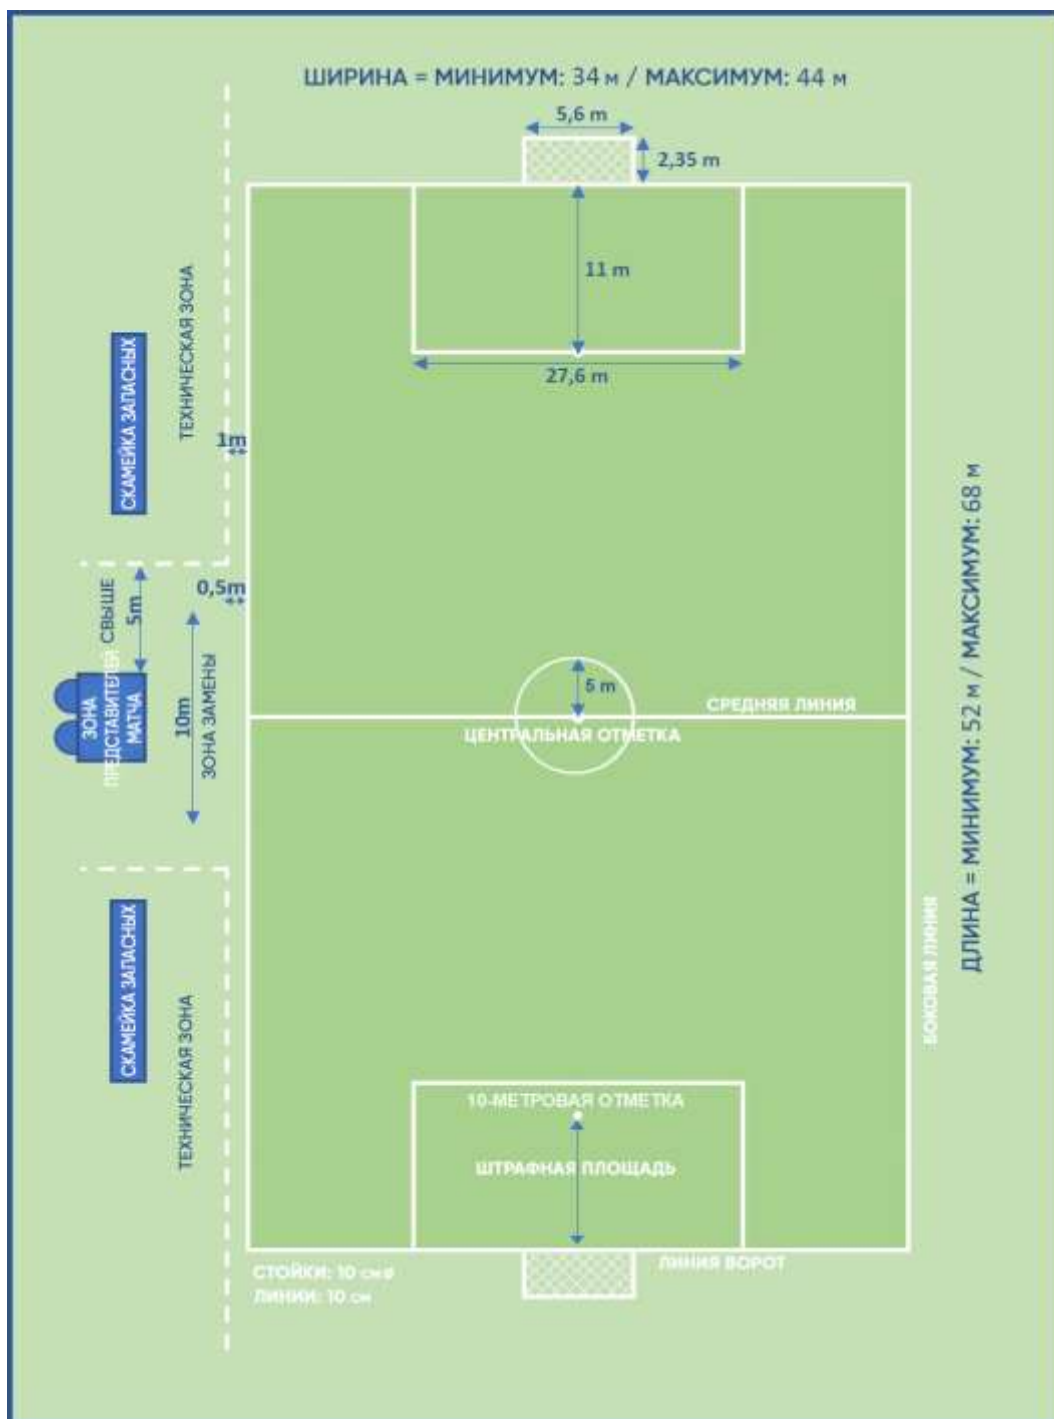 ШИРИНА = МИНИМУМ: 34 м / МАКСИМУМ: 44 м
5,6 m
2,35 m
11 m
27,6 m
ТЕХНИЧЕСКАЯ ЗОНА
СКАМЕЙКА ЗАПАСНЫХ
1m
0,5m
СВЫШЕ
5m
ЗОНА
ПРЕДСТАВИТЕЛЕЙ
МАТЧА
10m
ЗОНА ЗАМЕНЫ
5 m
СРЕДНЯЯ ЛИНИЯ
ЦЕНТРАЛЬНАЯ ОТМЕТКА
ДЛИНА = МИНИМУМ: 52 м / МАКСИМУМ: 68 м
БОКОВАЯ ЛИНИЯ
СКАМЕЙКА ЗАПАСНЫХ
ТЕХНИЧЕСКАЯ ЗОНА
10-МЕТРОВАЯ ОТМЕТКА
ШТРАФНАЯ ПЛОЩАДЬ
ЛИНИЯ ВОРОТ
СТОЙКИ: 10 см ø
ЛИНИИ: 10 см